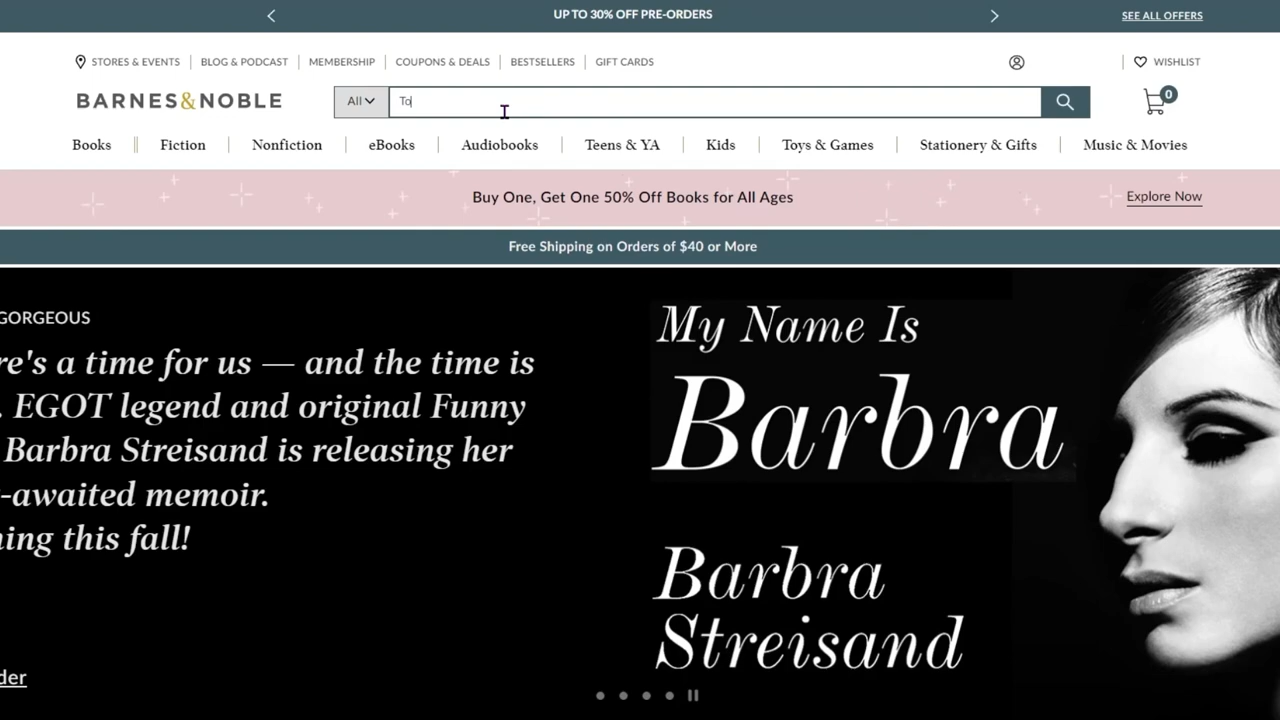 UP TO 30% OFF PRE-ORDERS
SEE ALL OFFERS
STORES & EVENTS
BLOG & PODCAST
MEMBERSHIP
COUPONS & DEALS
BESTSELLERS
GIFT CARDS
WISHLIST
BARNES&NOBLE
All
To
0
Books
Fiction
Nonfiction
eBooks
Audiobooks
Teens & YA
Kids
Toys & Games
Stationery & Gifts
Music & Movies
Buy One, Get One 50% Off Books for All Ages
Explore Now
Free Shipping on Orders of $40 or More
GORGEOUS
re's a time for us — and the time is
. EGOT legend and original Funny
Barbra Streisand is releasing her
-awaited memoir.
ning this fall!
der
My Name Is
Barbra
Barbra
Streisand